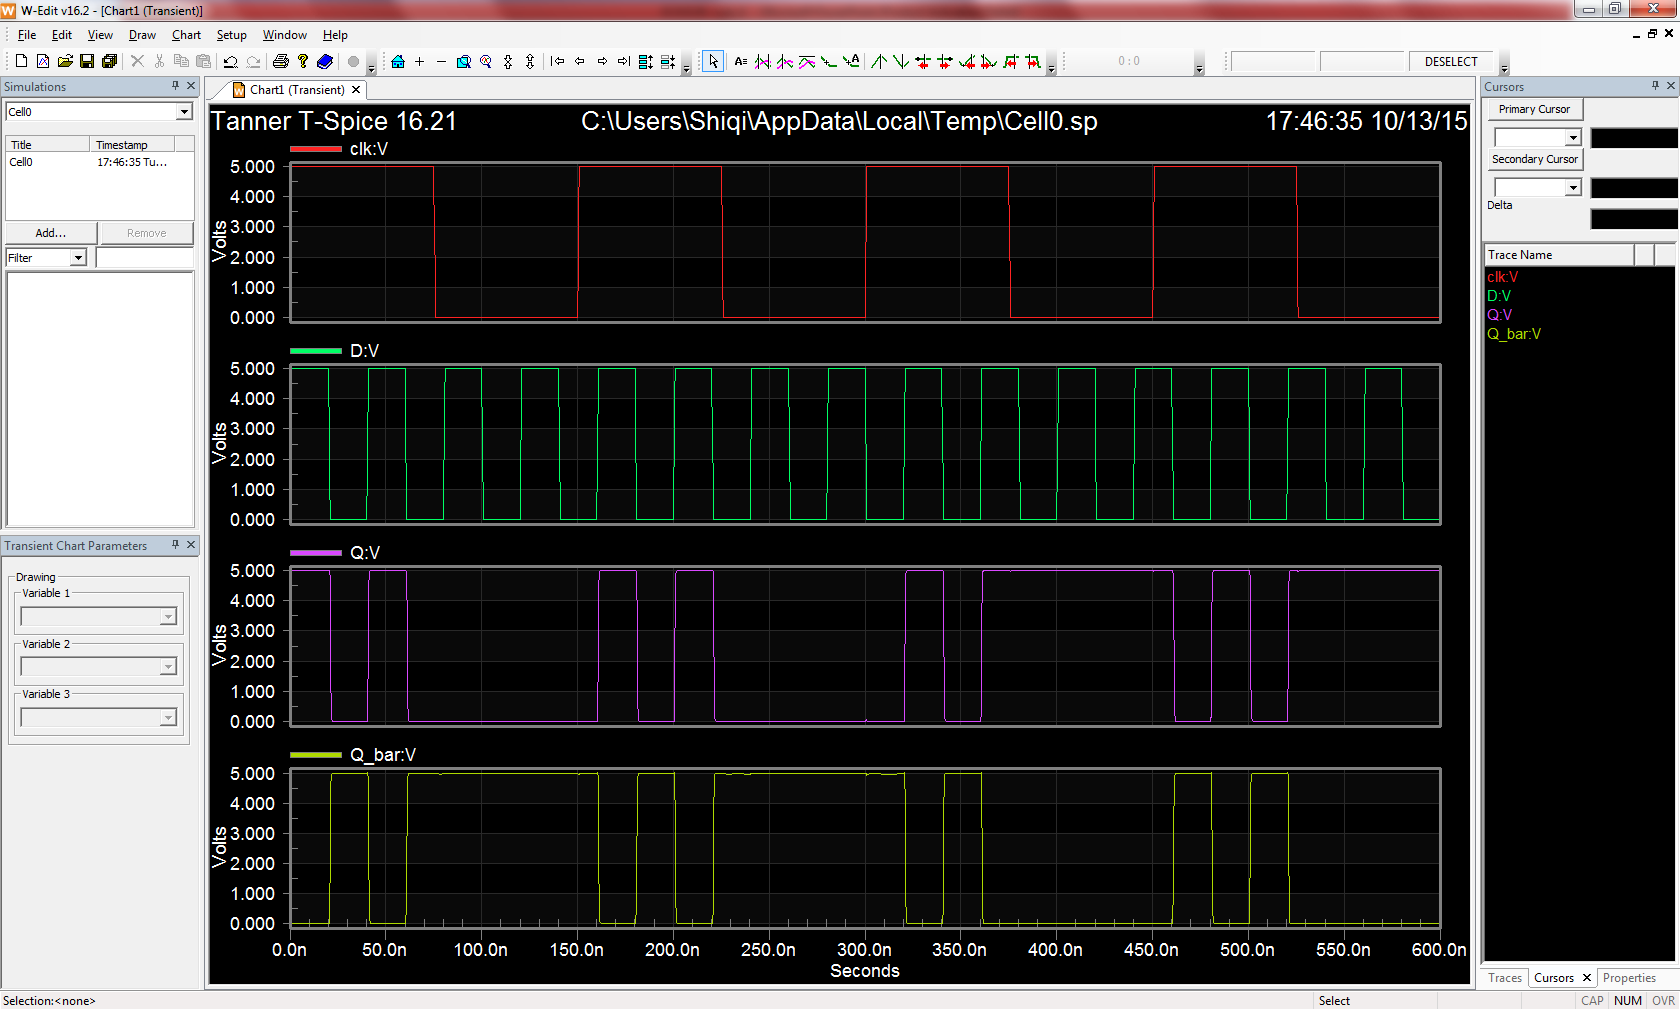 W-Edit v16.2 - [Chart1 (Transient)]
File Edit View Draw Chart Setup Window Help
0 : 0
DESELECT
Simulations
Cell0
Title Timestamp
Cell0 17:46:35 Tu...
Add... Remove
Filter
Transient Chart Parameters
Drawing
Variable 1
Variable 2
Variable 3
Chart1 (Transient)
Tanner T-Spice 16.21 C:\Users\Shiqi\AppData\Local\Temp\Cell0.sp 17:46:35 10/13/15
clk:V
5.000
4.000
3.000
2.000
1.000
0.000
Volts
D:V
5.000
4.000
3.000
2.000
1.000
0.000
Volts
Q:V
5.000
4.000
3.000
2.000
1.000
0.000
Volts
Q_bar:V
5.000
4.000
3.000
2.000
1.000
0.000
Volts
0.0n 50.0n 100.0n 150.0n 200.0n 250.0n 300.0n 350.0n 400.0n 450.0n 500.0n 550.0n 600.0n
Seconds
Cursors
Primary Cursor
Secondary Cursor
Delta
Trace Name
clk:V
D:V
Q:V
Q_bar:V
Traces Cursors Properties
Selection:<none> Select CAP NUM OVR